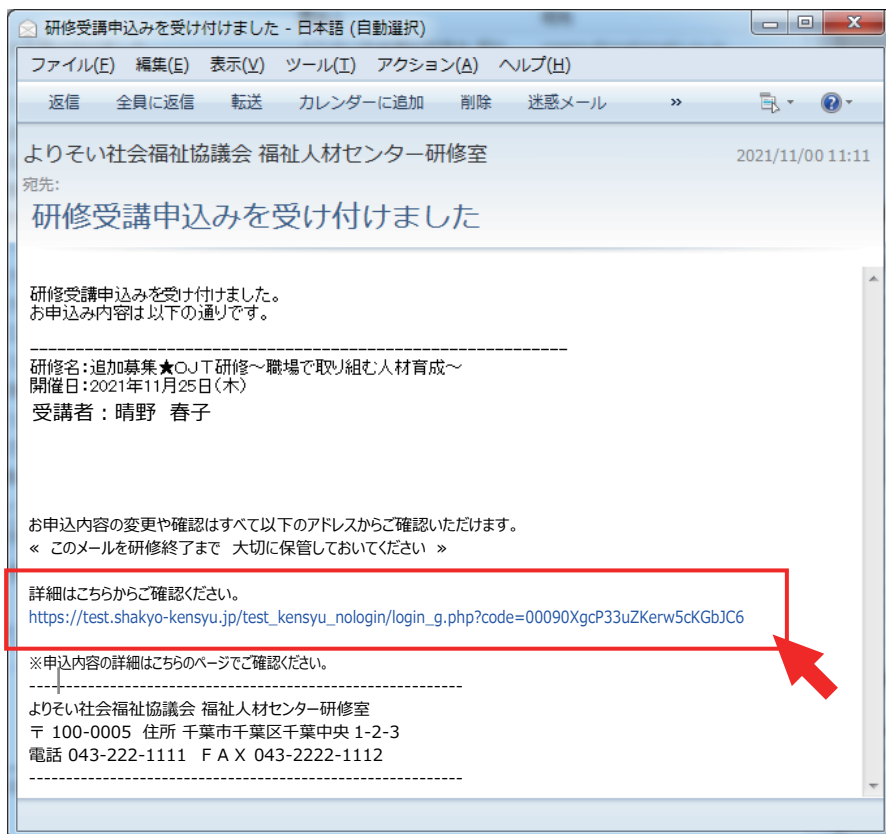 研修受講申込みを受け付けました - 日本語 (自動選択)
ファイル(F) 編集(E) 表示(V) ツール(T) アクション(A) ヘルプ(H)
返信 全員に返信 転送 カレンダーに追加 削除 迷惑メール »
よりそい社会福祉協議会 福祉人材センター研修室 2021/11/00 11:11
宛先:
研修受講申込みを受け付けました
研修受講申込みを受け付けました。
お申込み内容は以下の通りです。
------------------------------------------------------------
研修名：追加募集★OJT研修～職場で取り組む人材育成～
開催日：2021年11月25日(木)
受講者：晴野 春子
お申込内容の変更や確認はすべて以下のアドレスからご確認いただけます。
« このメールを研修終了まで 大切に保管しておいてください »
詳細はこちらからご確認ください。
https://test.shakyo-kensyu.jp/test_kensyu_nologin/login_g.php?code=00090XgcP33uZKerw5cKGbJC6
※申込内容の詳細はこちらのページでご確認ください。
------------------------------------------------------------
よりそい社会福祉協議会 福祉人材センター研修室
〒 100-0005 住所 千葉市千葉区千葉中央 1-2-3
電話 043-222-1111 ＦＡＸ 043-2222-1112
------------------------------------------------------------